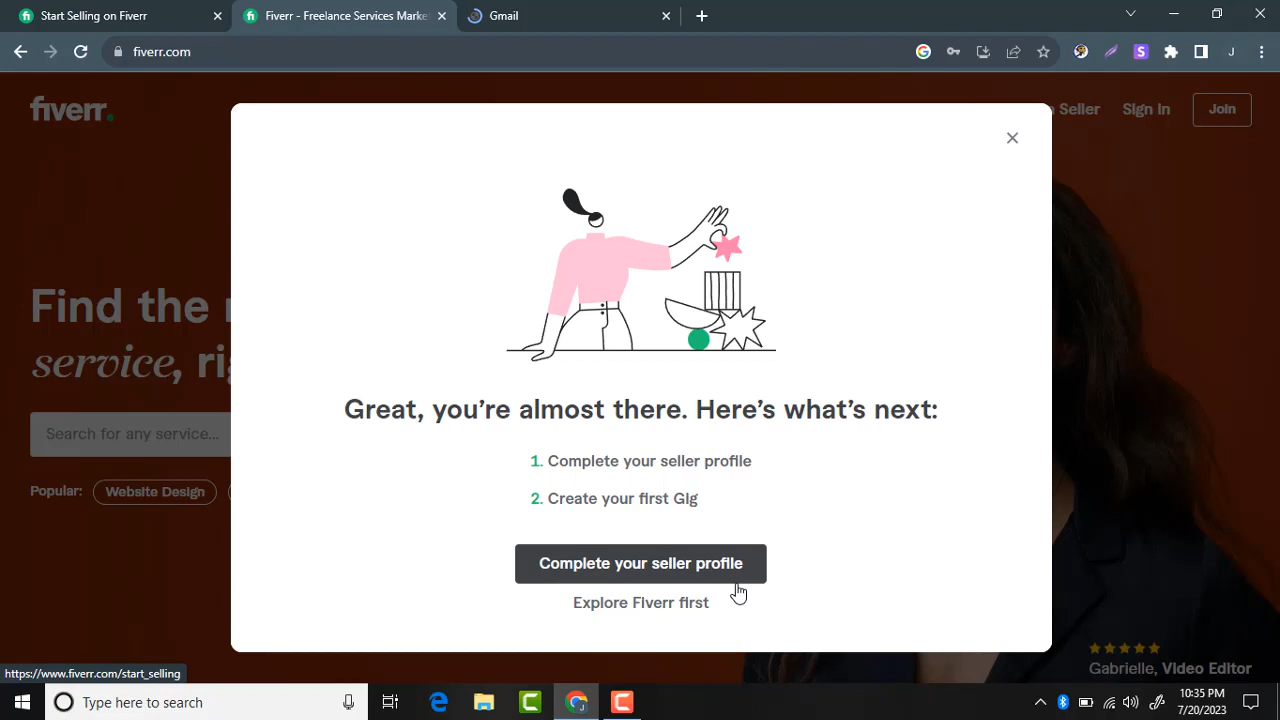 Start Selling on Fiverr
Fiverr - Freelance Services Marke
Gmail
fiverr.com
J
fiverr.
Seller
Sign In
Join
Find the
service, ri
Search for any service...
Popular:
Website Design
Great, you're almost there. Here's what's next:
1. Complete your seller profile
2. Create your first Gig
Complete your seller profile
Explore Fiverr first
Gabrielle, Video Editor
https://www.fiverr.com/start_selling
Type here to search
10:35 PM
7/20/2023